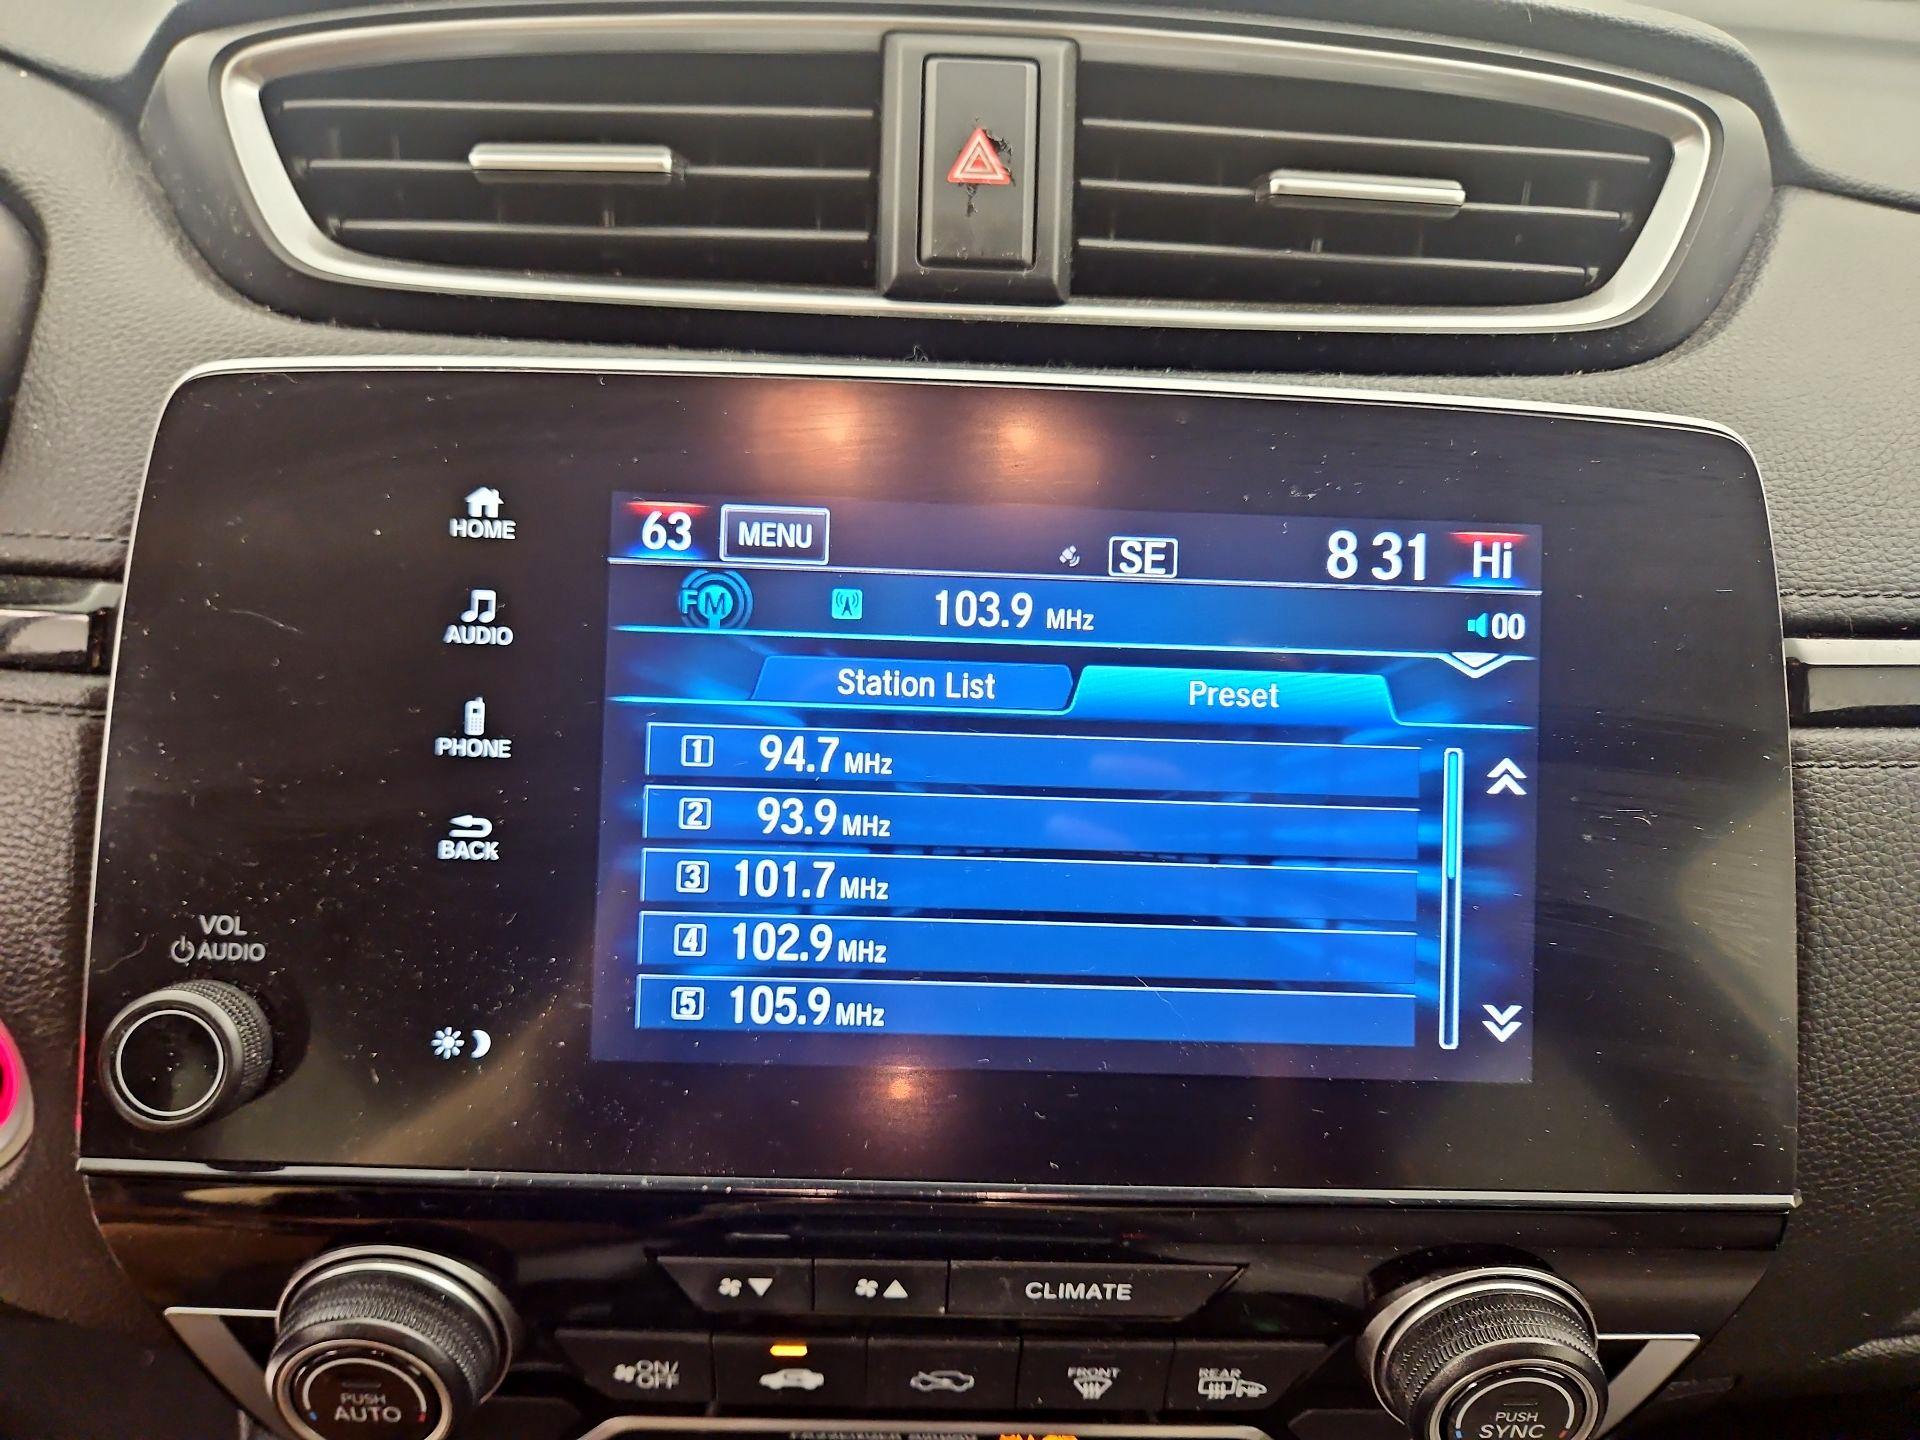 HOME
AUDIO
PHONE
BACK
VOL
AUDIO
63 MENU SE 8 31 Hi
FM 103.9 MHz 00
Station List Preset
1 94.7 MHz
2 93.9 MHz
3 101.7 MHz
4 102.9 MHz
5 105.9 MHz
CLIMATE
ON/
OFF
FRONT
REAR
PUSH
AUTO
PUSH
SYNC